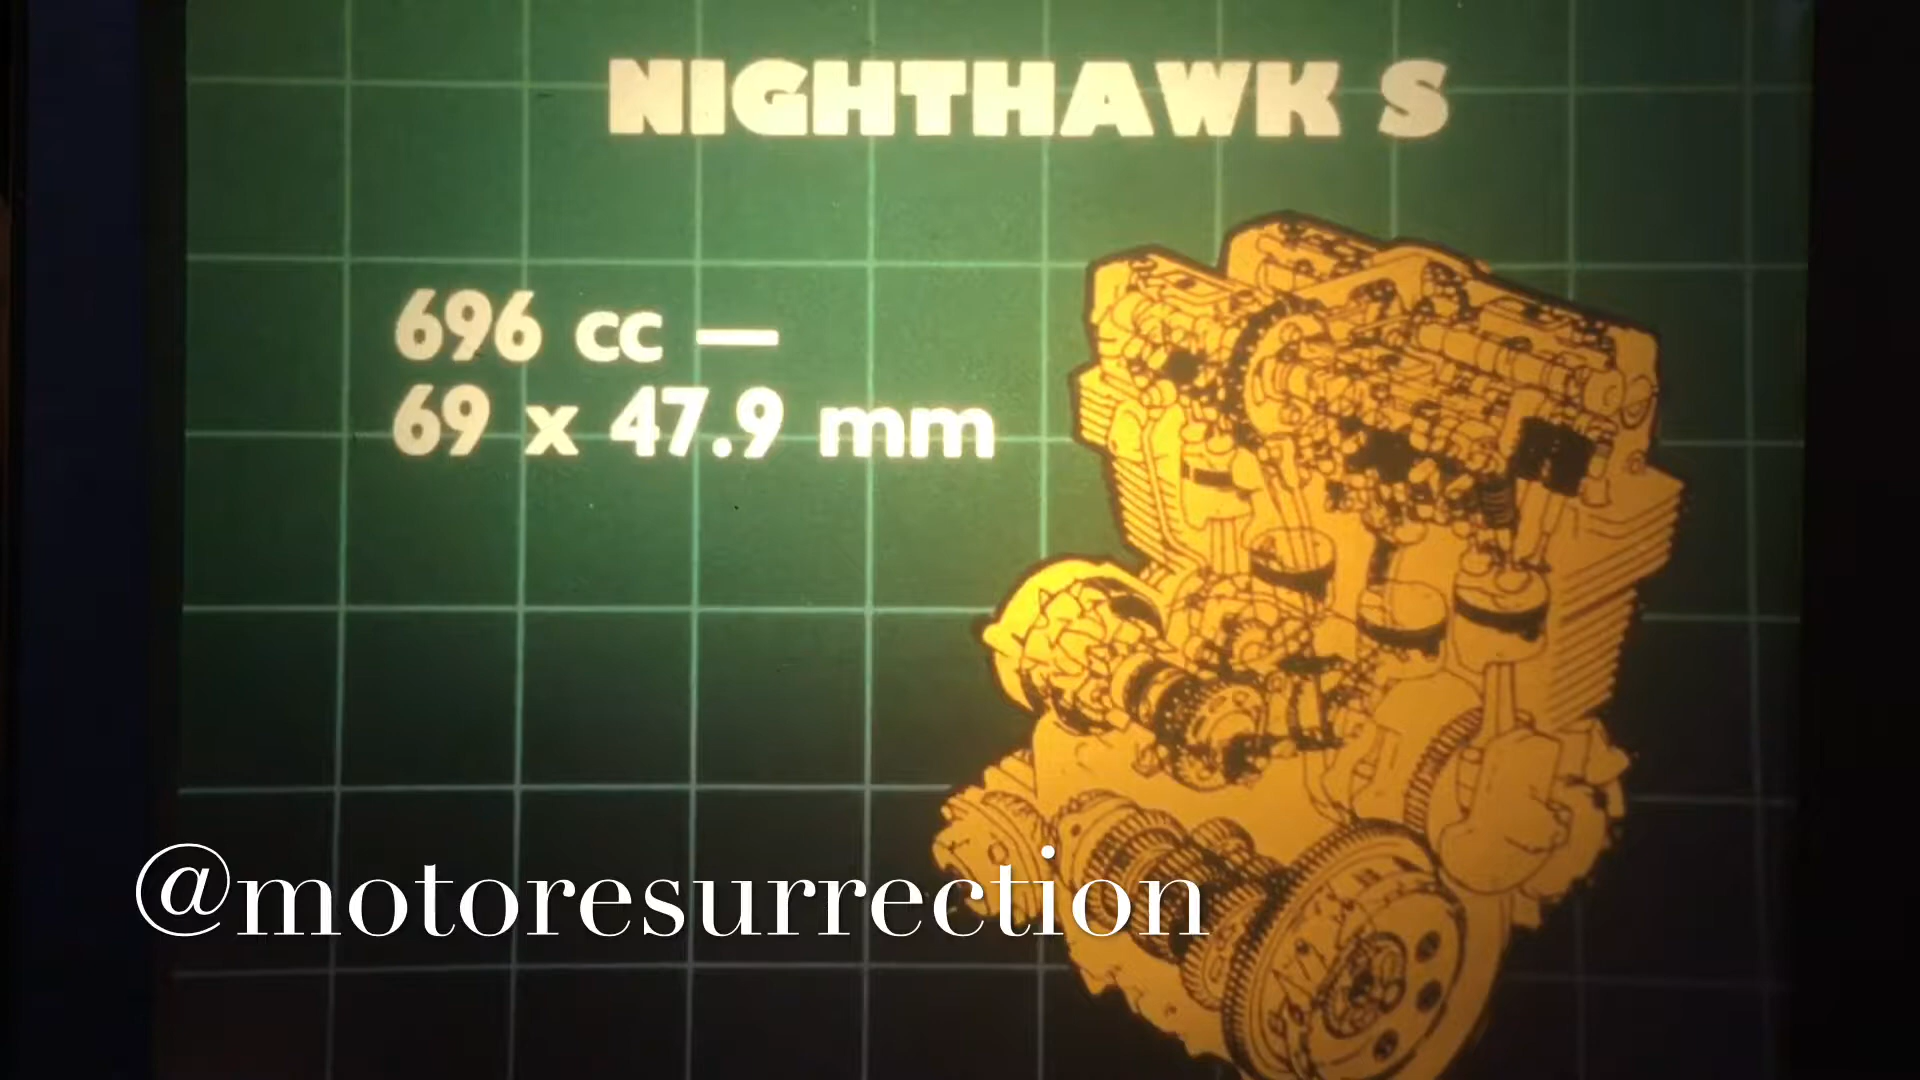 NIGHTHAWK S
696 cc —
69 x 47.9 mm
@motoresurrection